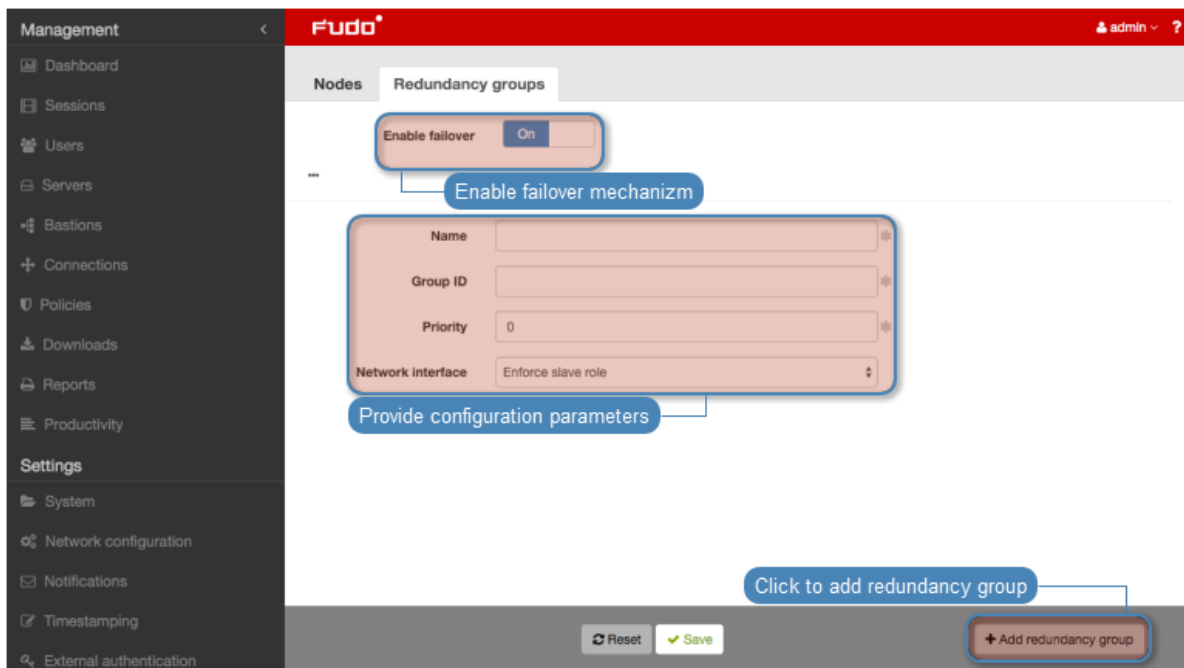 Management <
Fudo
admin ?
Dashboard
Sessions
Users
Servers
Bastions
Connections
Policies
Downloads
Reports
Productivity
Settings
System
Network configuration
Notifications
Timestamping
External authentication
Nodes Redundancy groups
Enable failover On
Enable failover mechanizm
...
Name *
Group ID *
Priority 0 *
Network interface Enforce slave role
Provide configuration parameters
Click to add redundancy group
Reset Save + Add redundancy group